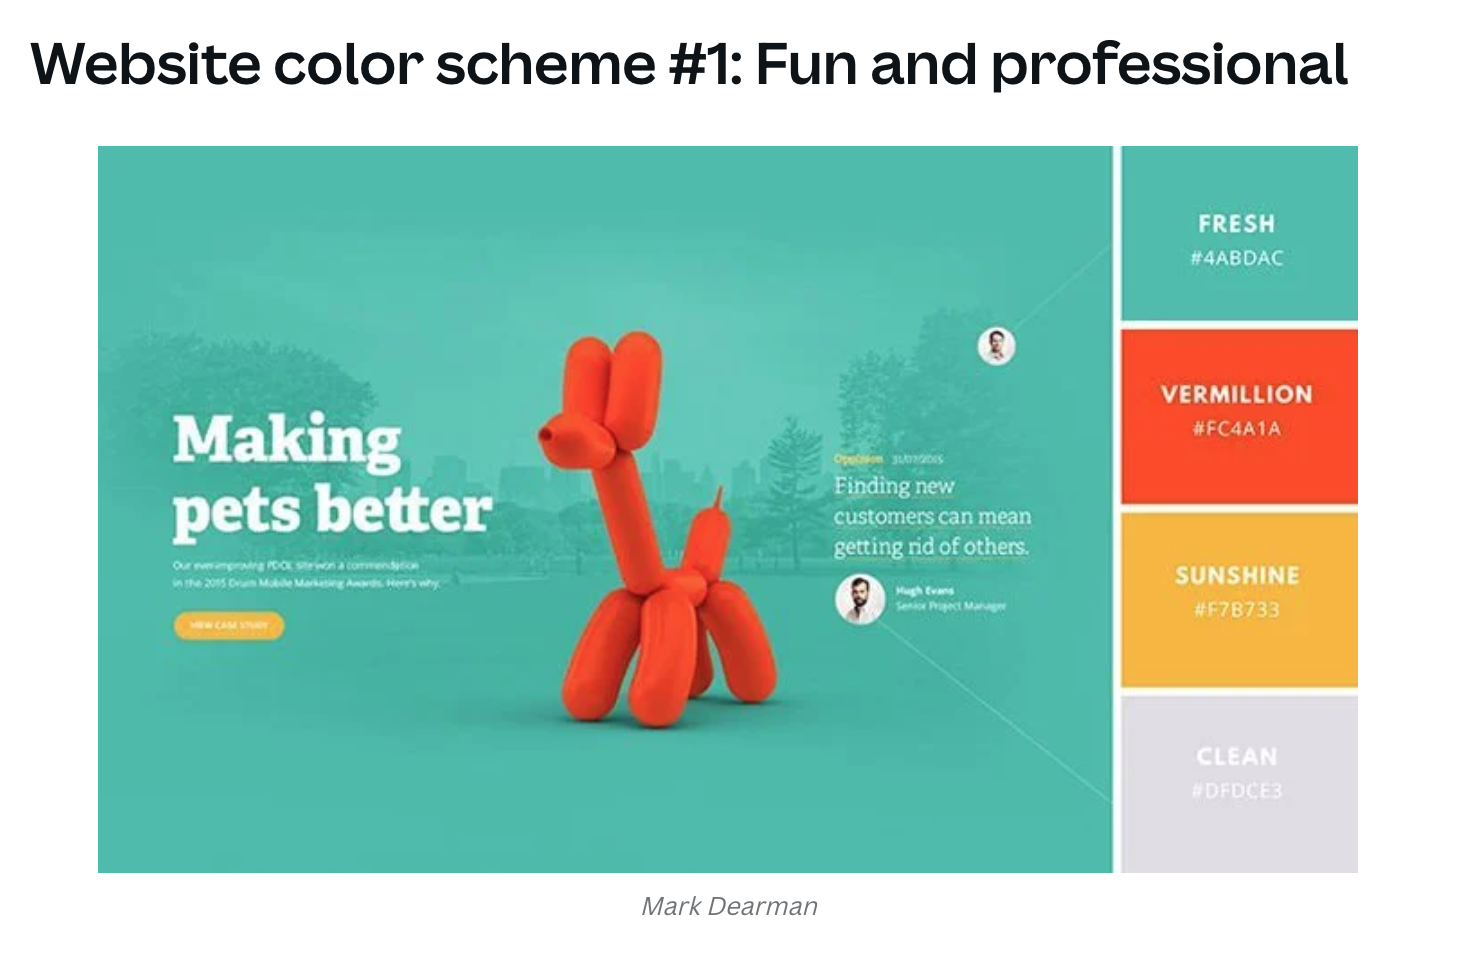 Website color scheme #1: Fun and professional
Making
pets better
Our ever-improving PDOL site won a commendation
in the 2015 Drum Mobile Marketing Awards. Here's why.
VIEW CASE STUDY
Oppinion 31/07/2015
Finding new
customers can mean
getting rid of others.
Hugh Evans
Senior Project Manager
FRESH
#4ABDAC
VERMILLION
#FC4A1A
SUNSHINE
#F7B733
CLEAN
#DFDCE3
Mark Dearman